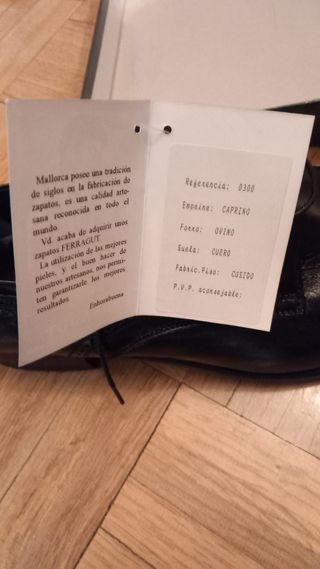 Mallorca posee una tradición
de siglos en la fabricación de
zapatos, es una calidad arte-
sana reconocida en todo el
mundo.
Vd. acaba de adquirir unos
zapatos FERRAGUT
La utilización de las mejores
pieles, y el buen hacer de
nuestros artesanos, nos permi-
ten garantizarle los mejores
resultados.
Enhorabuena
Referencia: 0300
Empeine: CAPRINO
Forro: OVINO
Suela: CUERO
Fabric.Piso: COSIDO
P.V.P. aconsejable: